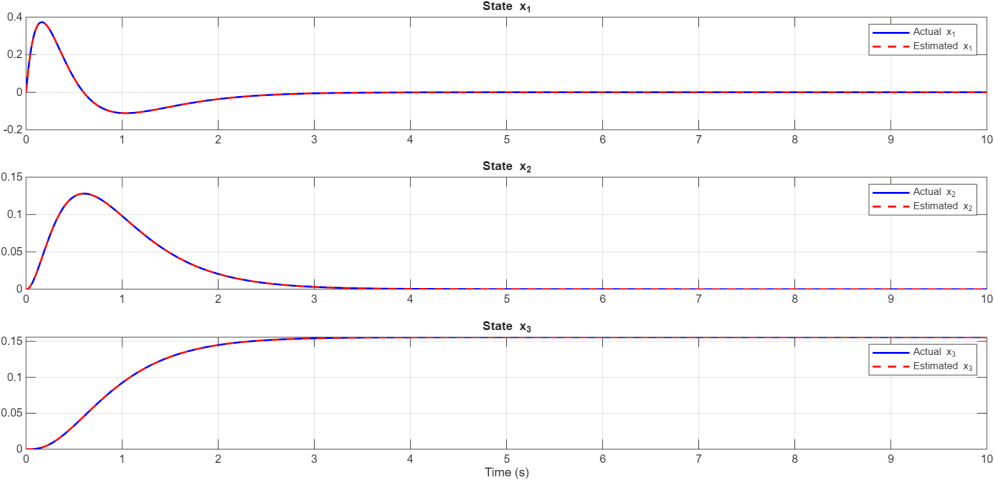 State x₁
0.4
0.2
0
-0.2
0 1 2 3 4 5 6 7 8 9 10
Actual x₁
Estimated x₁
State x₂
0.15
0.1
0.05
0
0 1 2 3 4 5 6 7 8 9 10
Actual x₂
Estimated x₂
State x₃
0.15
0.1
0.05
0
0 1 2 3 4 5 6 7 8 9 10
Actual x₃
Estimated x₃
Time (s)